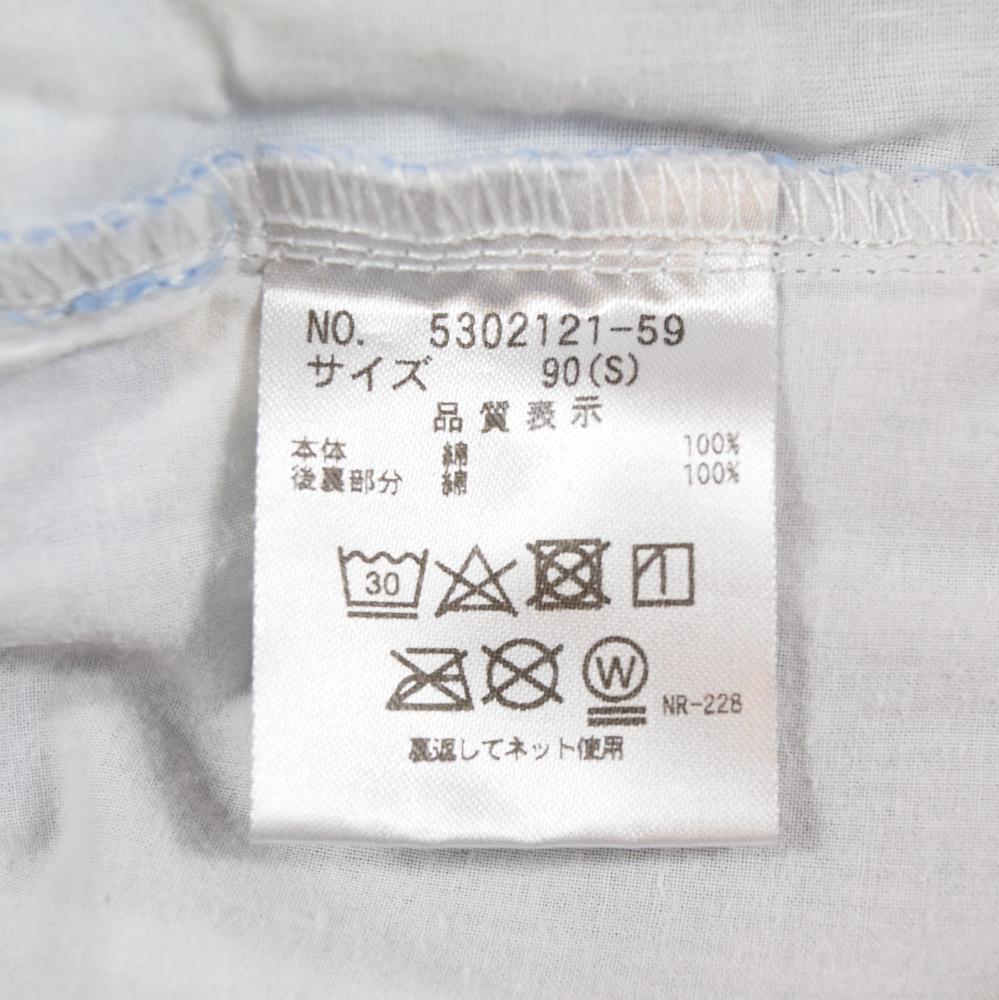 NO. 5302121-59
サイズ 90(S)
品質表示
本体 綿 100%
後裏部分 綿 100%
30
W NR-228
裏返してネット使用